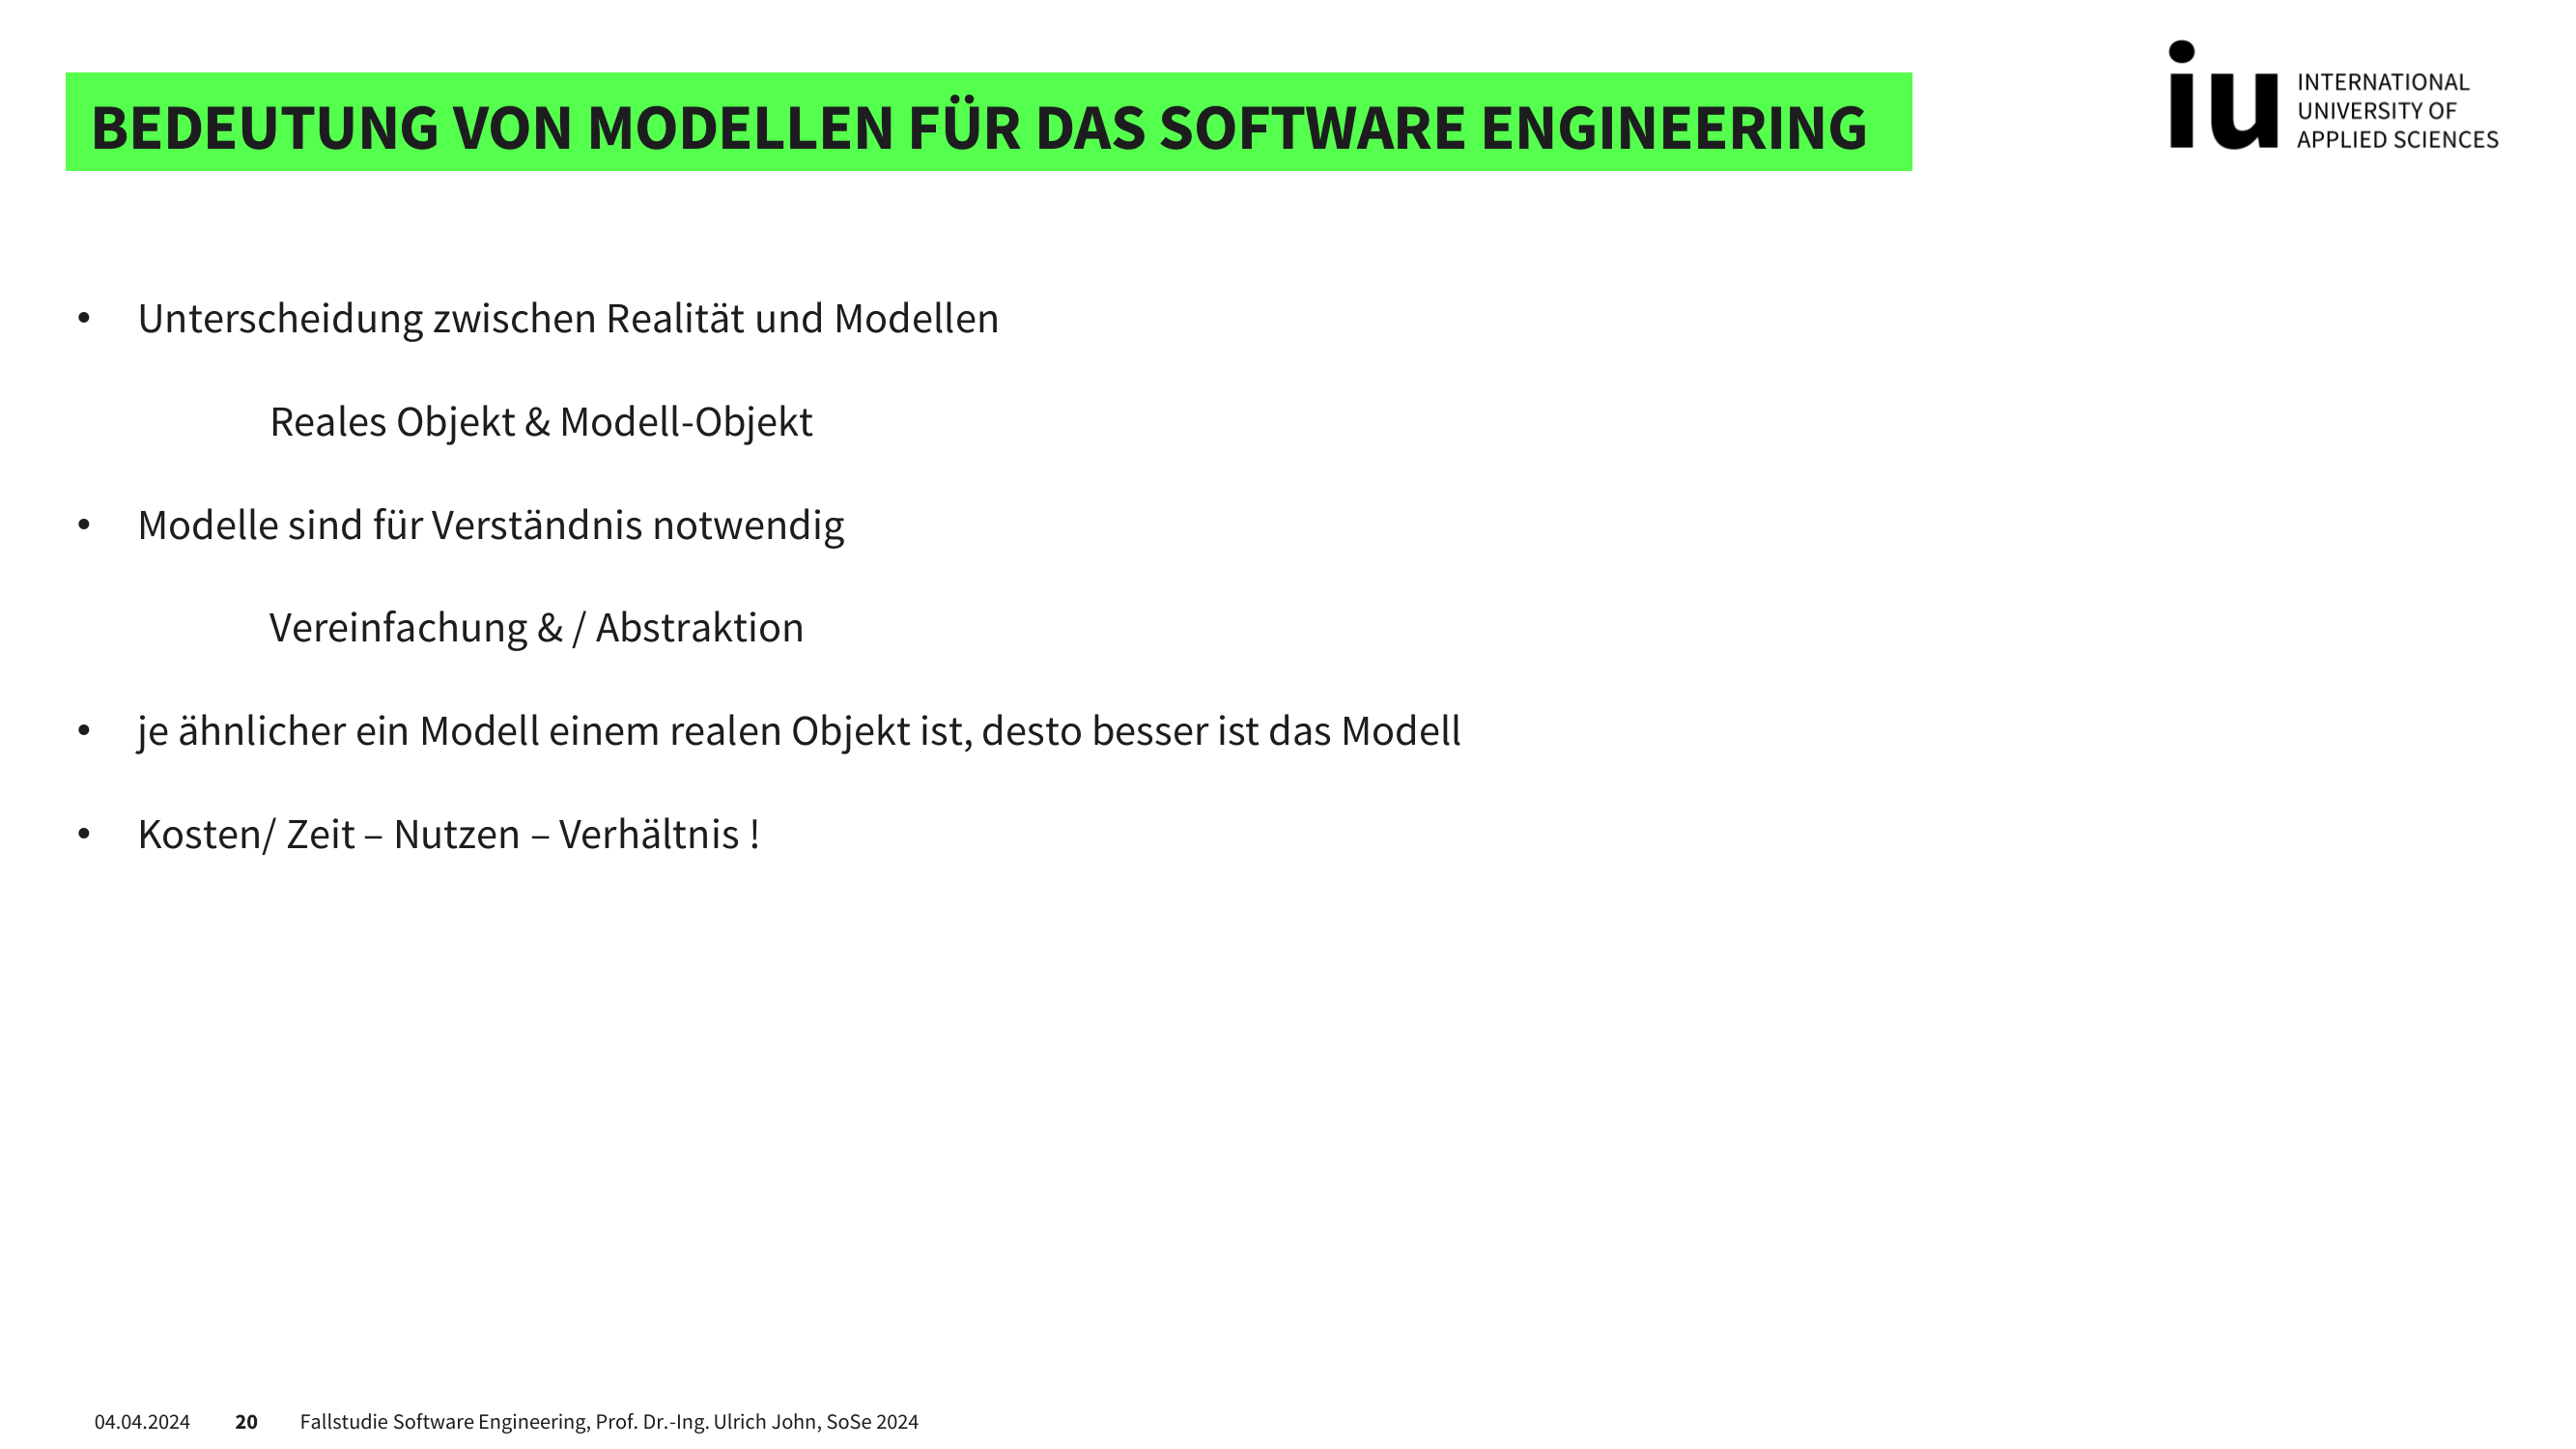 BEDEUTUNG VON MODELLEN FÜR DAS SOFTWARE ENGINEERING
iu INTERNATIONAL
UNIVERSITY OF
APPLIED SCIENCES
• Unterscheidung zwischen Realität und Modellen
Reales Objekt & Modell-Objekt
• Modelle sind für Verständnis notwendig
Vereinfachung & / Abstraktion
• je ähnlicher ein Modell einem realen Objekt ist, desto besser ist das Modell
• Kosten/ Zeit – Nutzen – Verhältnis !
04.04.2024 20 Fallstudie Software Engineering, Prof. Dr.-Ing. Ulrich John, SoSe 2024